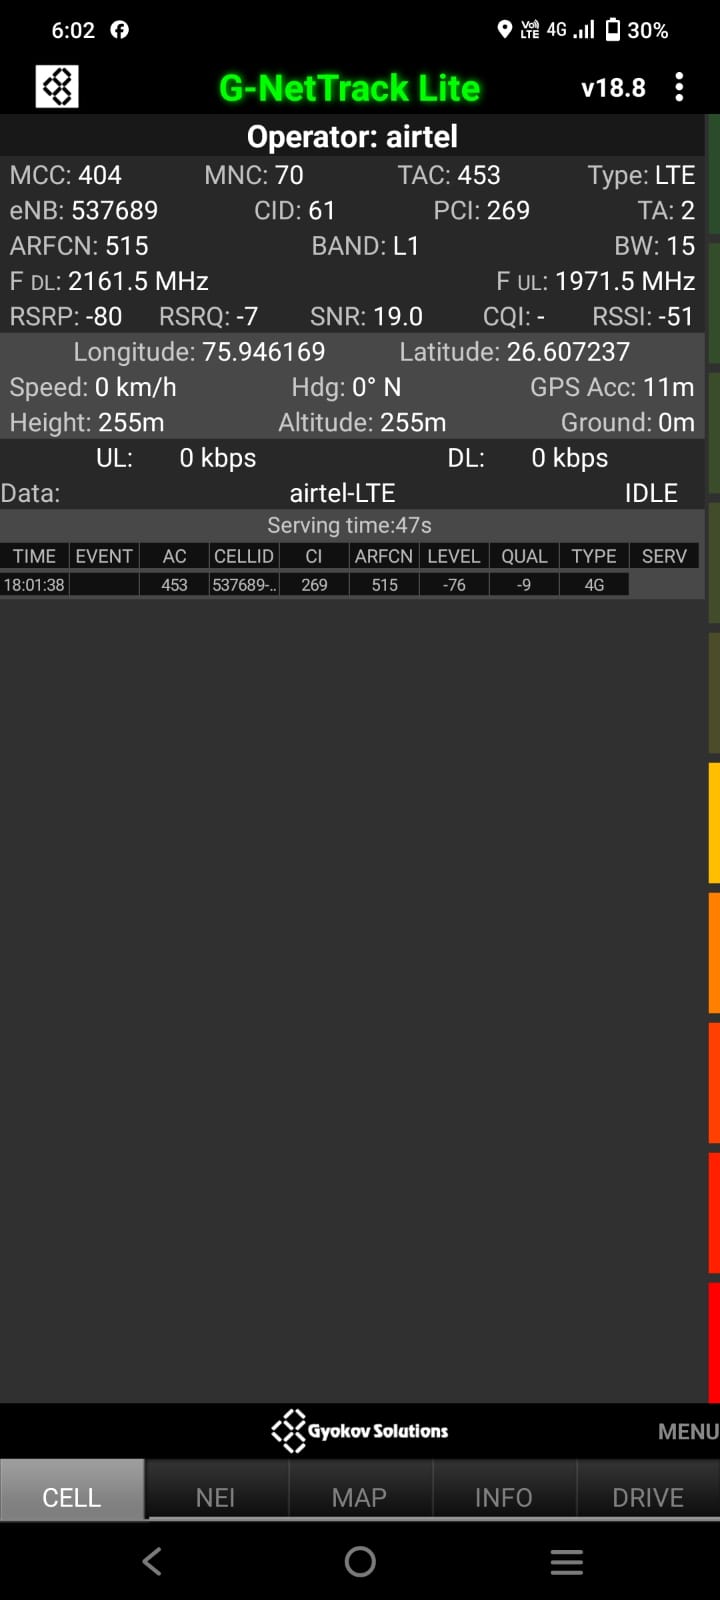 6:02 VoLTE 4G 30%
G-NetTrack Lite v18.8
Operator: airtel
MCC: 404 MNC: 70 TAC: 453 Type: LTE
eNB: 537689 CID: 61 PCI: 269 TA: 2
ARFCN: 515 BAND: L1 BW: 15
F DL: 2161.5 MHz F UL: 1971.5 MHz
RSRP: -80 RSRQ: -7 SNR: 19.0 CQI: - RSSI: -51
Longitude: 75.946169 Latitude: 26.607237
Speed: 0 km/h Hdg: 0° N GPS Acc: 11m
Height: 255m Altitude: 255m Ground: 0m
UL: 0 kbps DL: 0 kbps
Data: airtel-LTE IDLE
Serving time:47s
TIME EVENT AC CELLID CI ARFCN LEVEL QUAL TYPE SERV
18:01:38 453 537689-.. 269 515 -76 -9 4G
Gyokov Solutions MENU
CELL NEI MAP INFO DRIVE